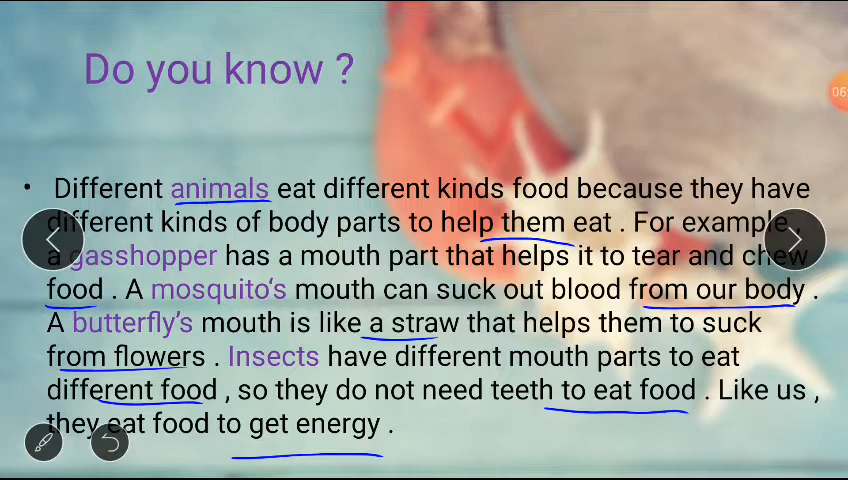 Do you know ?
06:
• Different animals eat different kinds food because they have
different kinds of body parts to help them eat . For example ,
a gasshopper has a mouth part that helps it to tear and chew
food . A mosquito‘s mouth can suck out blood from our body .
A butterfly’s mouth is like a straw that helps them to suck
from flowers . Insects have different mouth parts to eat
different food , so they do not need teeth to eat food . Like us ,
they eat food to get energy .